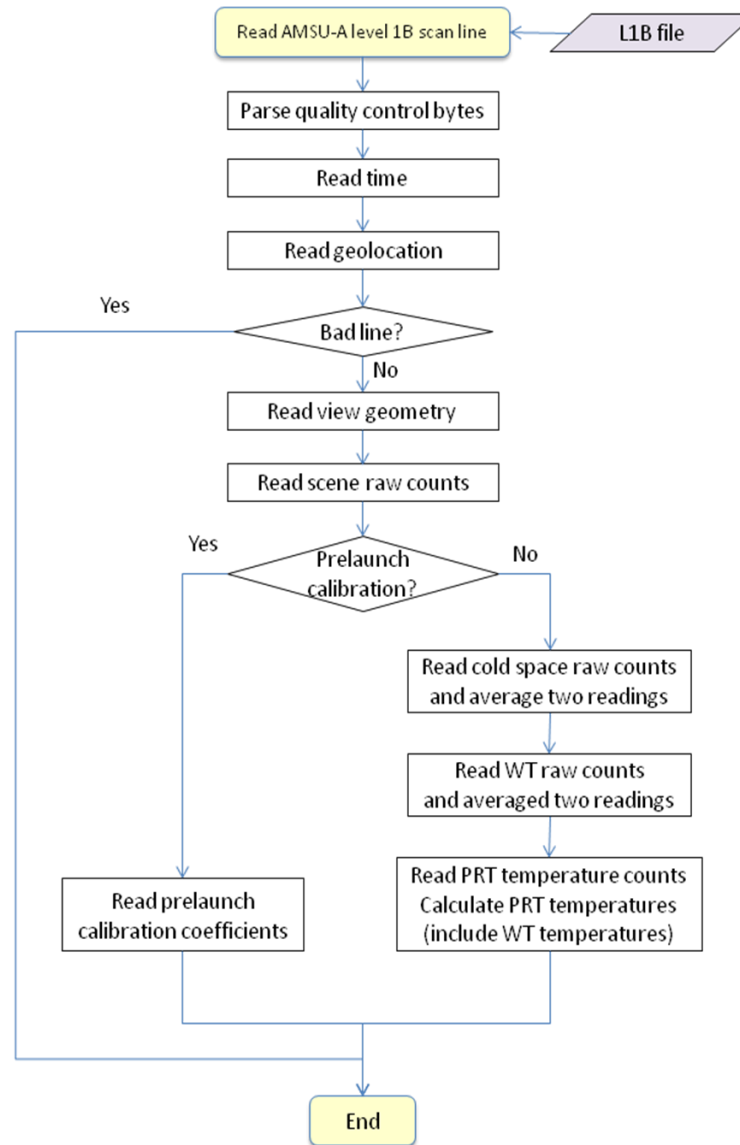 Read AMSU-A level 1B scan line
L1B file
Parse quality control bytes
Read time
Read geolocation
Yes
Bad line?
No
Read view geometry
Read scene raw counts
Yes
Prelaunch
calibration?
No
Read cold space raw counts
and average two readings
Read WT raw counts
and averaged two readings
Read PRT temperature counts
Calculate PRT temperatures
(include WT temperatures)
Read prelaunch
calibration coefficients
End